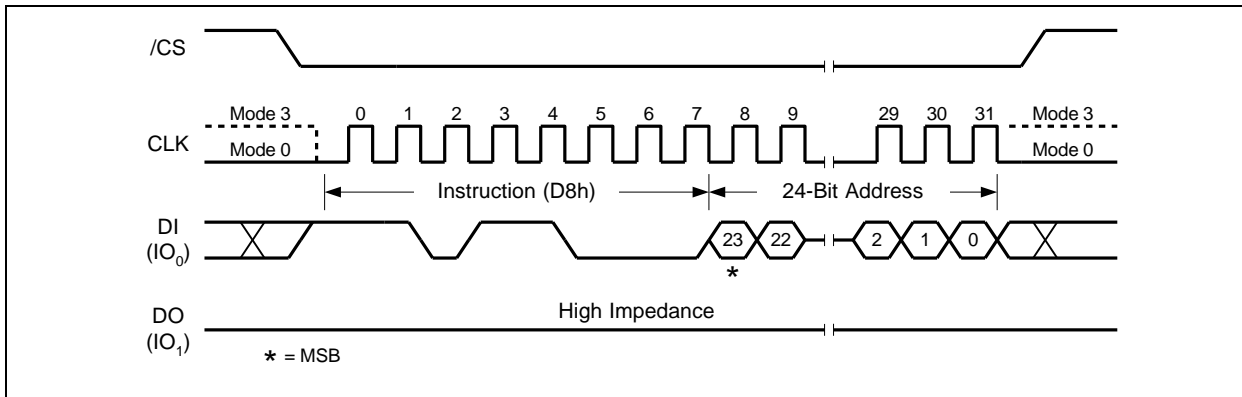 /CS
Mode 3 0 1 2 3 4 5 6 7 8 9 29 30 31 Mode 3
CLK
Mode 0 Mode 0
Instruction (D8h) 24-Bit Address
DI
(IO0)
23 22 2 1 0
*
High Impedance
DO
(IO1)
* = MSB